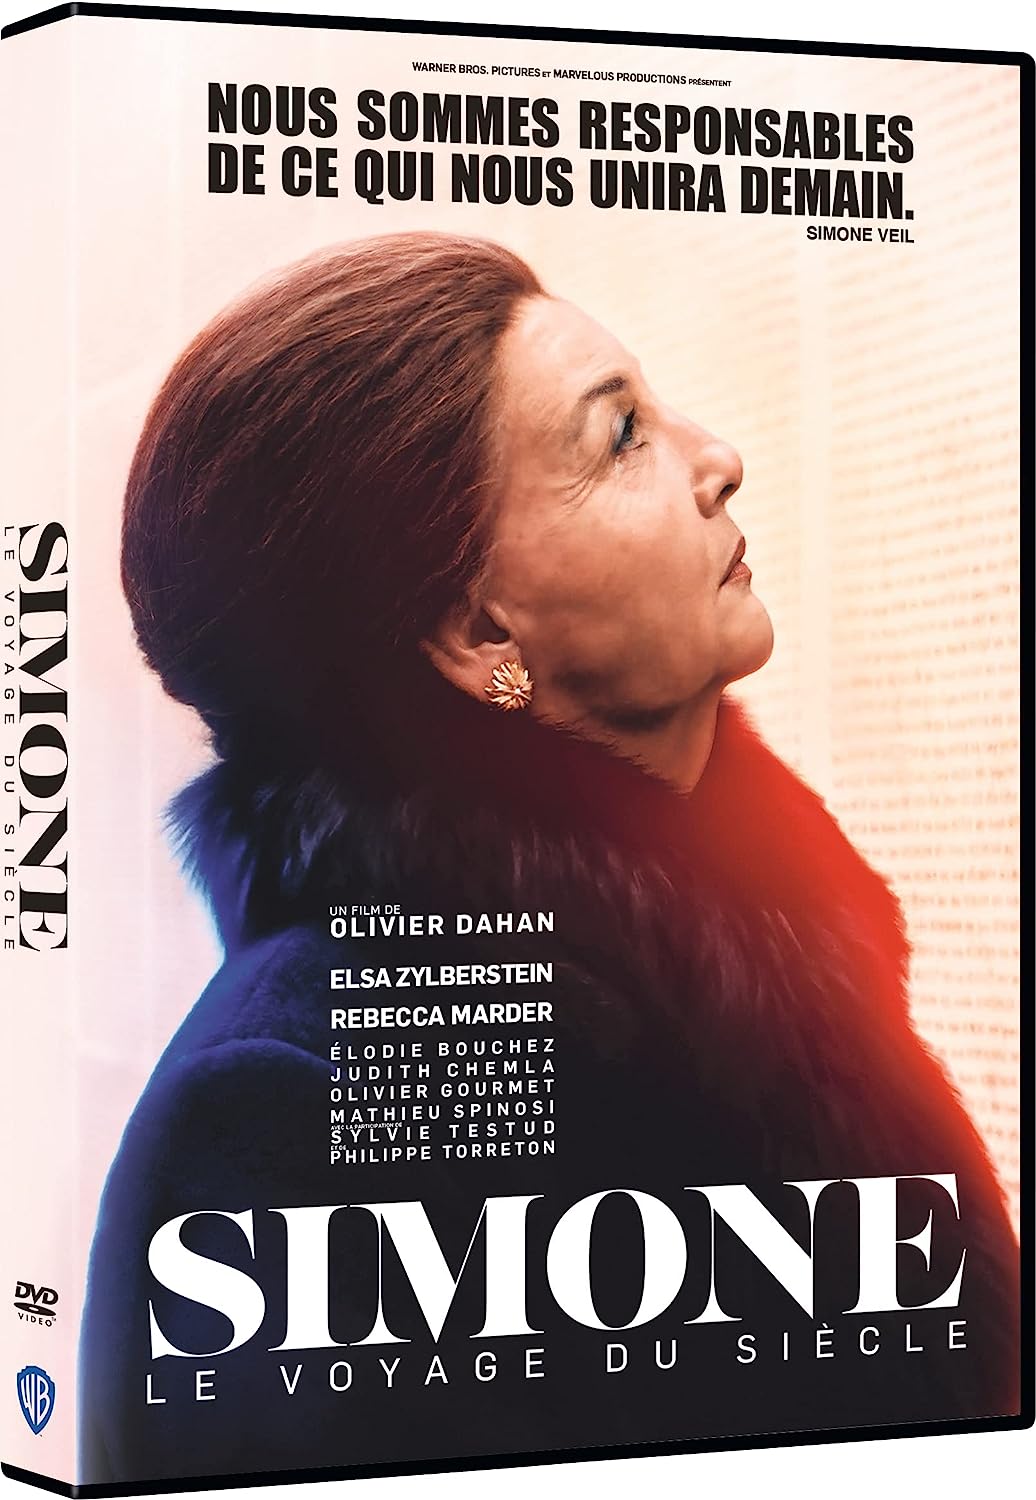 WARNER BROS. PICTURES ET MARVELOUS PRODUCTIONS PRÉSENTENT
NOUS SOMMES RESPONSABLES
DE CE QUI NOUS UNIRA DEMAIN.
SIMONE VEIL
UN FILM DE
OLIVIER DAHAN
ELSA ZYLBERSTEIN
REBECCA MARDER
ÉLODIE BOUCHEZ
JUDITH CHEMLA
OLIVIER GOURMET
MATHIEU SPINOSI
AVEC LA PARTICIPATION DE
SYLVIE TESTUD
ET DE
PHILIPPE TORRETON
SIMONE
LE VOYAGE DU SIÈCLE
SIMONE
LE VOYAGE DU SIÈCLE
DVD
VIDEO™
WB